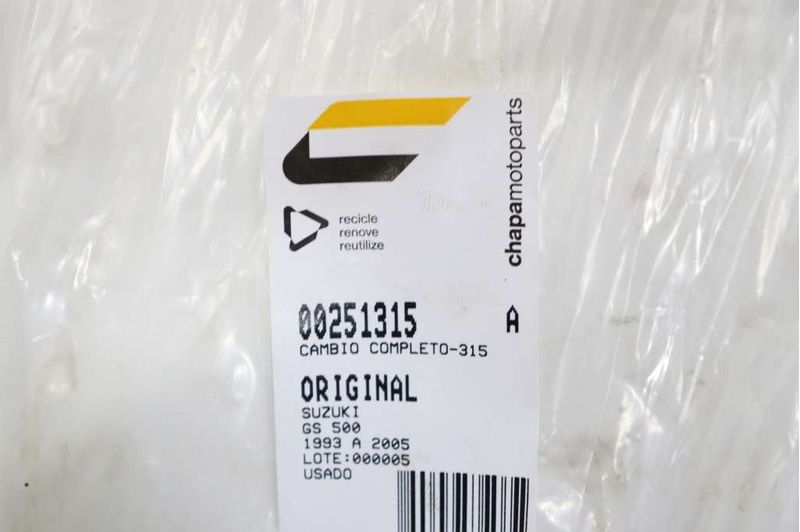 chapamotoparts
recicle
renove
reutilize
00251315 A
CAMBIO COMPLETO-315
ORIGINAL
SUZUKI
GS 500
1993 A 2005
LOTE:000005
USADO